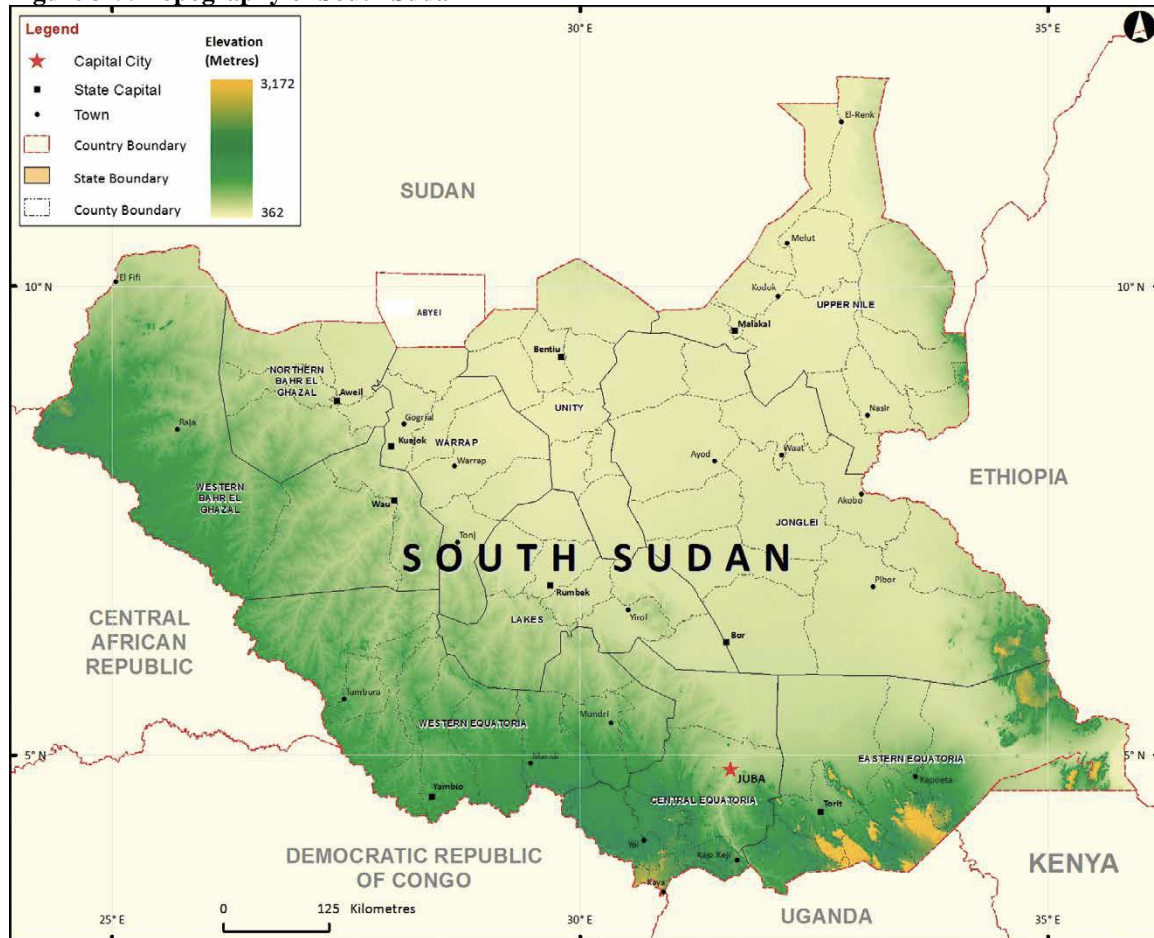 Topography of South Sudan
Legend
Capital City
State Capital
Town
Country Boundary
State Boundary
County Boundary
Elevation
(Metres)
3,172
362
30° E
35° E
SUDAN
El-Renk
Melut
10° N
El Fifi
Kodok
UPPER NILE
10° N
ABYEI
Malakal
Bentiu
NORTHERN
BAHR EL
GHAZAL
Aweil
UNITY
Gogrial
Nasir
Raja
Kuajok
WARRAP
Warrap
Ayod
Waat
ETHIOPIA
WESTERN
BAHR EL
GHAZAL
Wau
Akobo
JONGLEI
Tonj
SOUTH SUDAN
Rumbek
Pibor
LAKES
Yirol
CENTRAL
AFRICAN
REPUBLIC
Bor
Tambura
WESTERN EQUATORIA
Mundri
5° N
Maridi
EASTERN EQUATORIA
5° N
JUBA
Kapoeta
Yambio
CENTRAL EQUATORIA
Torit
Yei
DEMOCRATIC REPUBLIC
OF CONGO
Kajo Keji
KENYA
Kaya
0 125 Kilometres
UGANDA
25° E
30° E
35° E